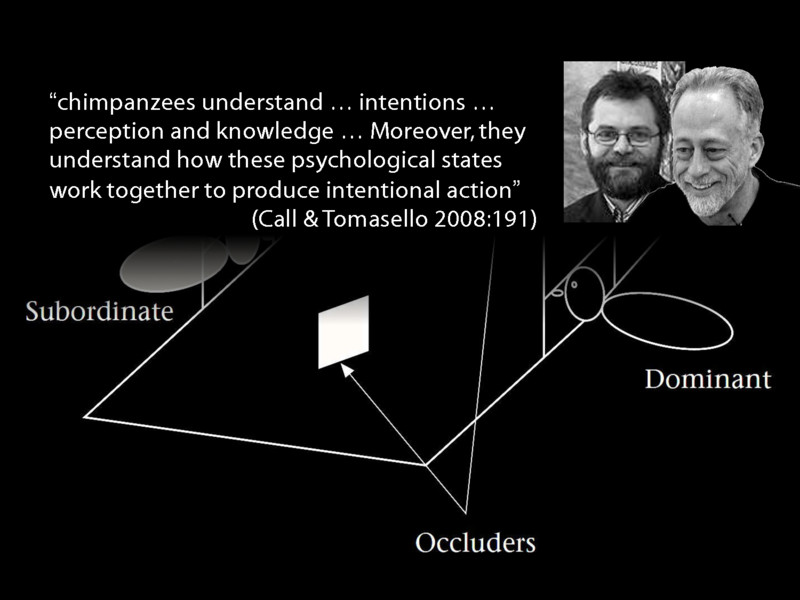 “chimpanzees understand … intentions …
perception and knowledge … Moreover, they
understand how these psychological states
work together to produce intentional action”
(Call & Tomasello 2008:191)
Subordinate
Dominant
Occluders